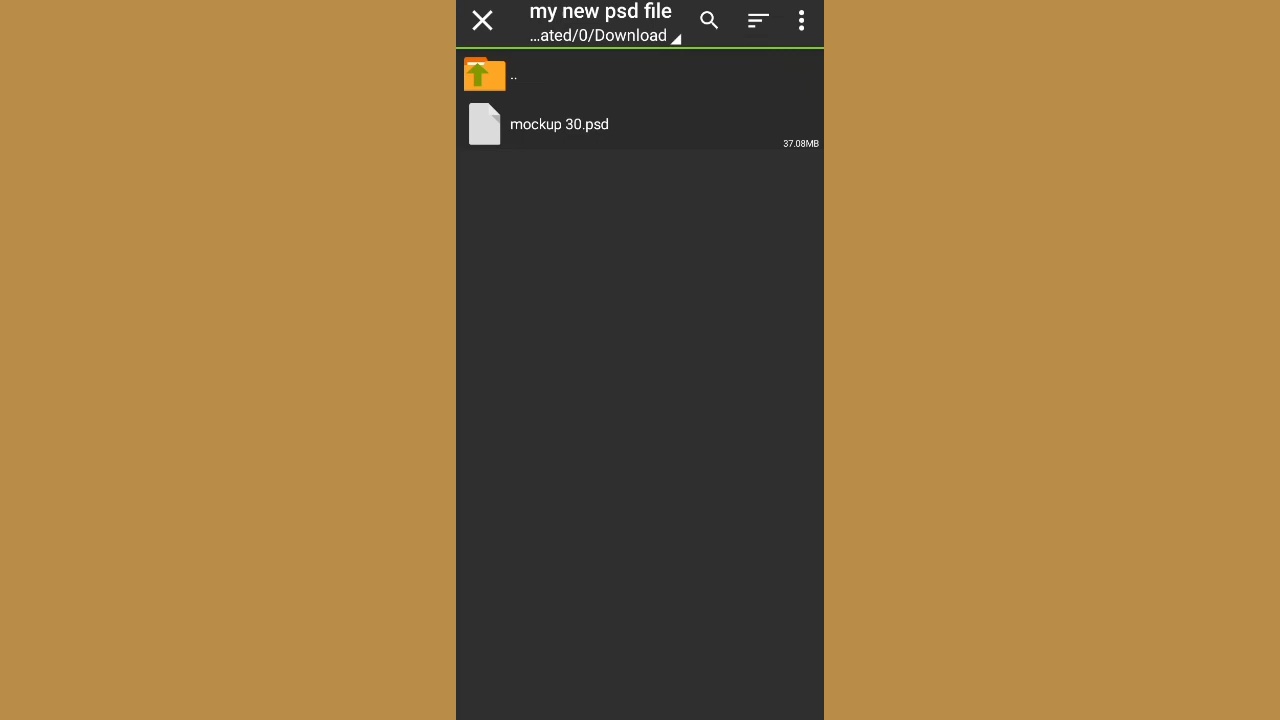 my new psd file
...ated/0/Download
..
mockup 30.psd
37.08MB